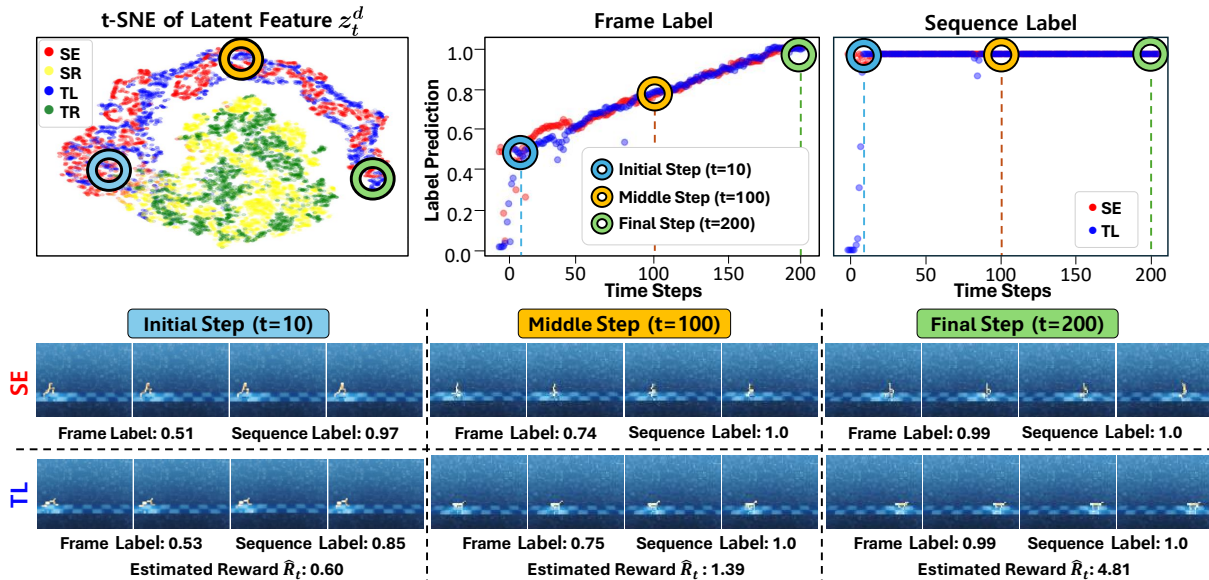 t-SNE of Latent Feature $z_t^d$
SE
SR
TL
TR
Frame Label
Label Prediction
1.0
0.8
0.6
0.4
0.2
0.0
Initial Step (t=10)
Middle Step (t=100)
Final Step (t=200)
0 50 100 150 200
Time Steps
Sequence Label
SE
TL
0 50 100 150 200
Time Steps
Initial Step (t=10) Middle Step (t=100) Final Step (t=200)
SE
Frame Label: 0.51 Sequence Label: 0.97 Frame Label: 0.74 Sequence Label: 1.0 Frame Label: 0.99 Sequence Label: 1.0
TL
Frame Label: 0.53 Sequence Label: 0.85 Frame Label: 0.75 Sequence Label: 1.0 Frame Label: 0.99 Sequence Label: 1.0
Estimated Reward $\hat{R}_t$: 0.60 Estimated Reward $\hat{R}_t$: 1.39 Estimated Reward $\hat{R}_t$: 4.81